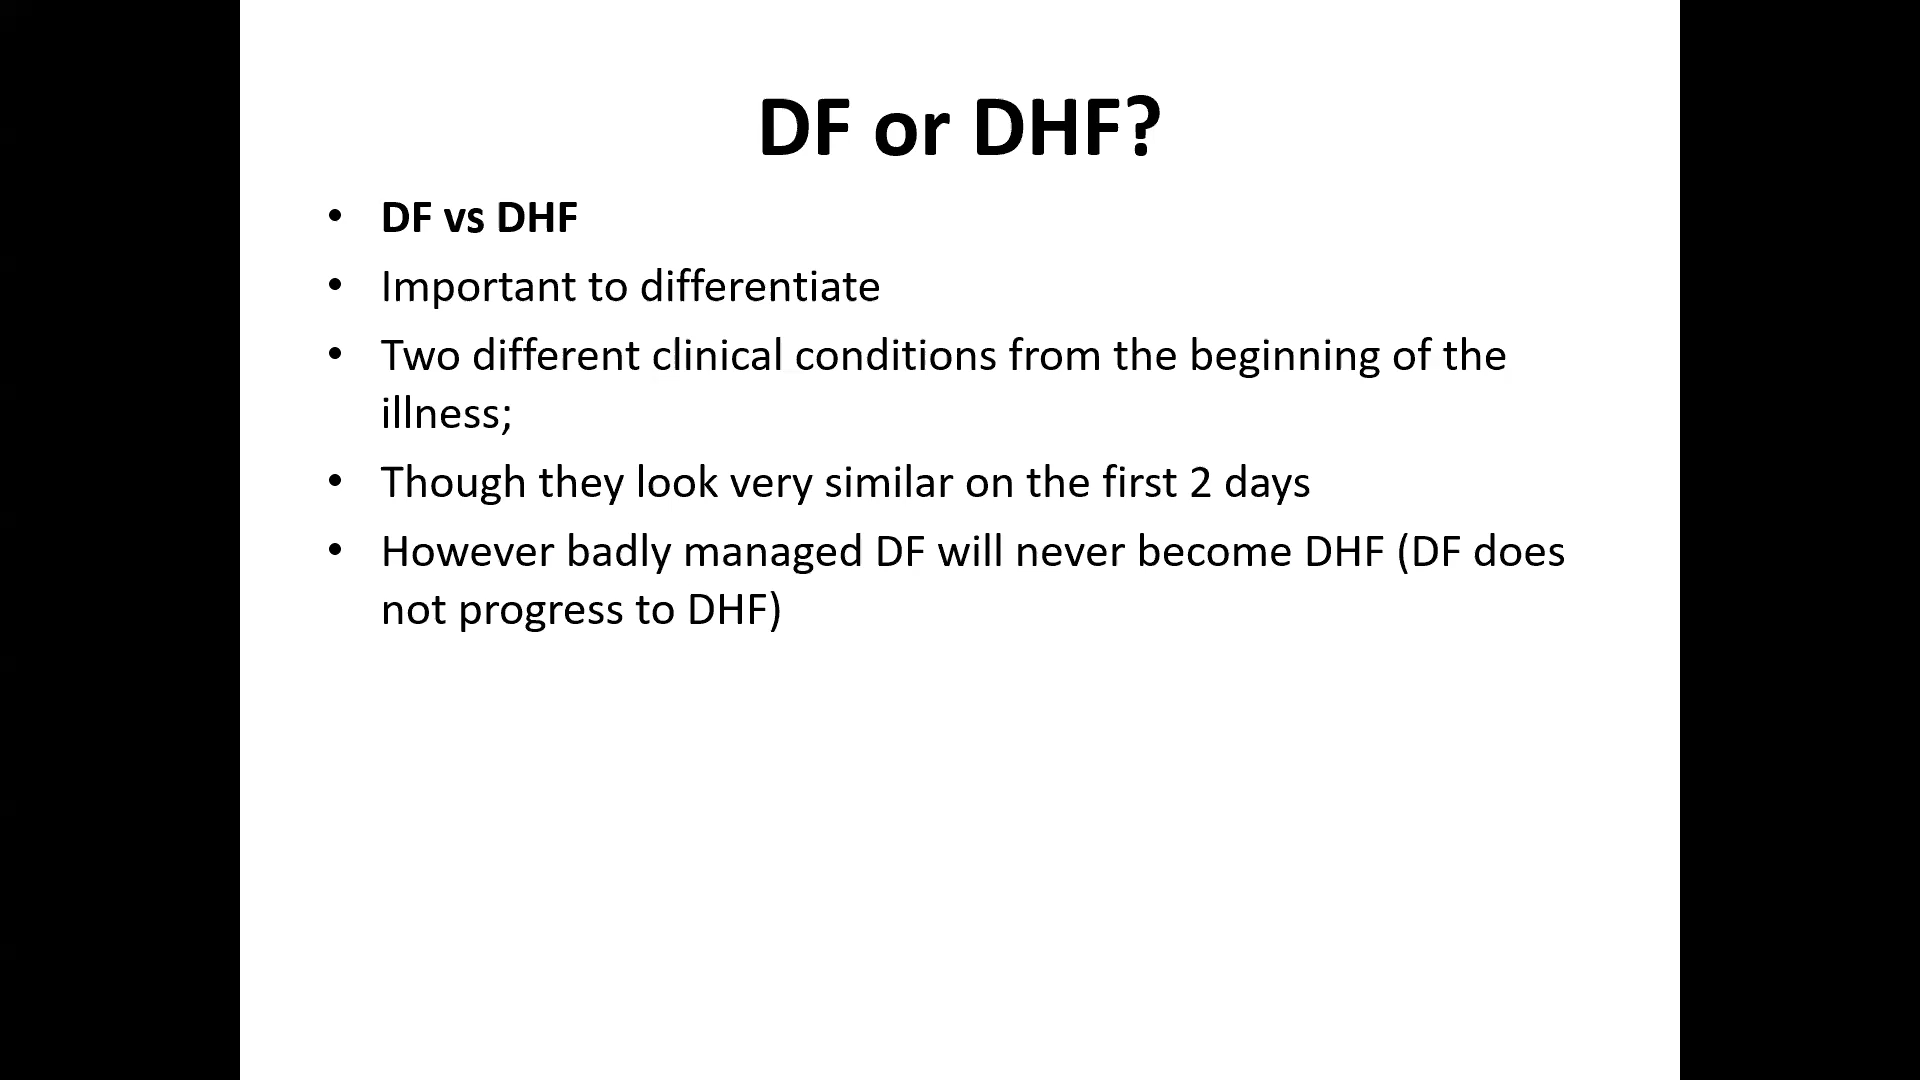 DF or DHF?
• DF vs DHF
• Important to differentiate
• Two different clinical conditions from the beginning of the
illness;
• Though they look very similar on the first 2 days
• However badly managed DF will never become DHF (DF does
not progress to DHF)